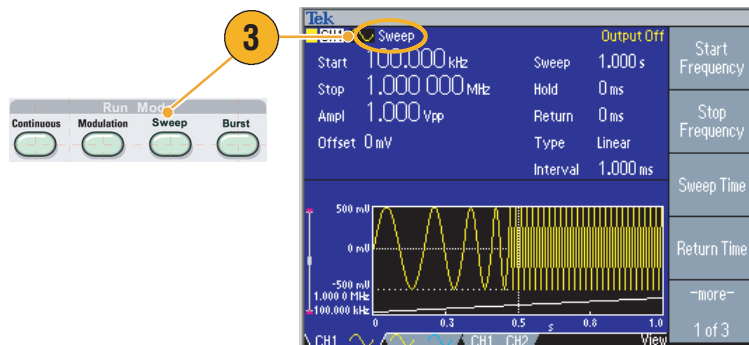 3
Run Mode
Continuous Modulation Sweep Burst
Tek
CH1 Sweep Output Off
Start 100.000 kHz Sweep 1.000 s
Stop 1.000 000 MHz Hold 0 ms
Ampl 1.000 Vpp Return 0 ms
Offset 0 mV Type Linear
Interval 1.000 ms
500 mV
0 mV
-500 mV
1.000 0 MHz
100.000 kHz
0 0.3 0.5 s 0.8 1.0
CH1 CH1 CH2 View
Start
Frequency
Stop
Frequency
Sweep Time
Return Time
-more-
1 of 3